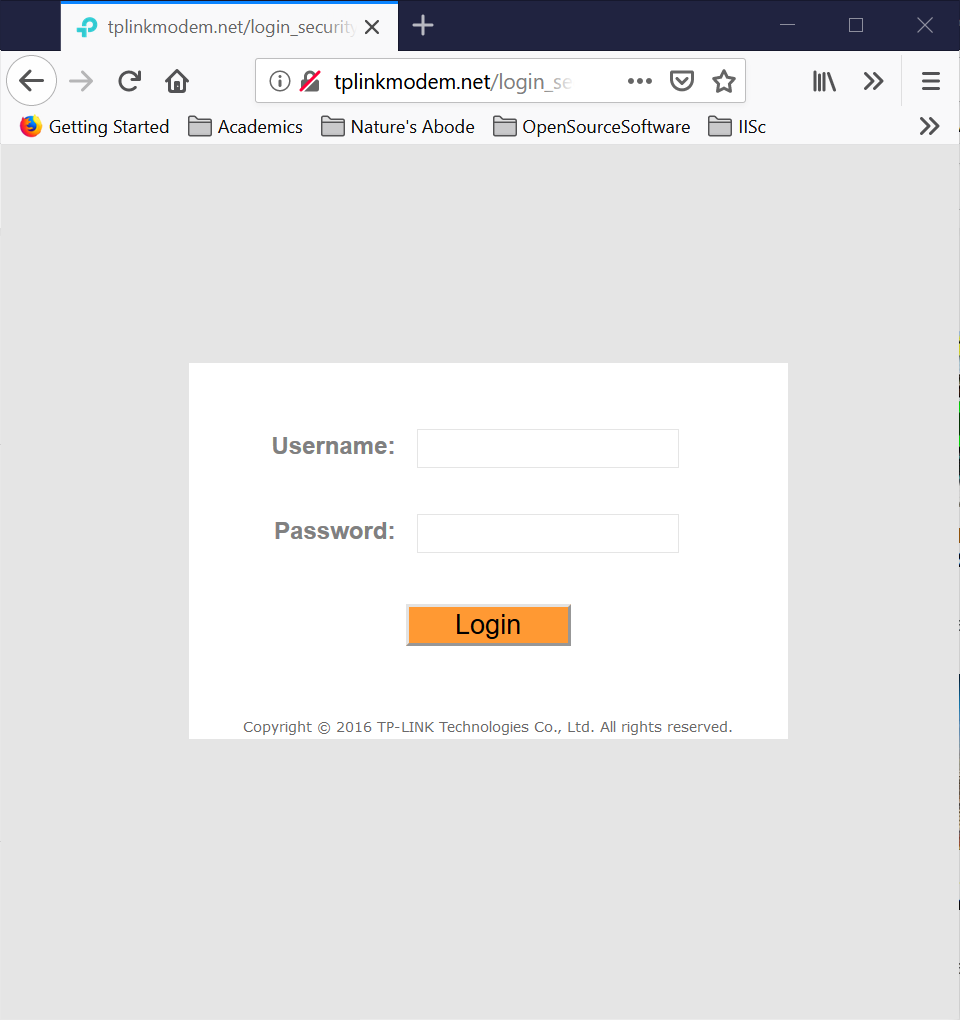 tplinkmodem.net/login_security
tplinkmodem.net/login_se
Getting Started Academics Nature's Abode OpenSourceSoftware IISc
Username:
Password:
Login
Copyright © 2016 TP-LINK Technologies Co., Ltd. All rights reserved.